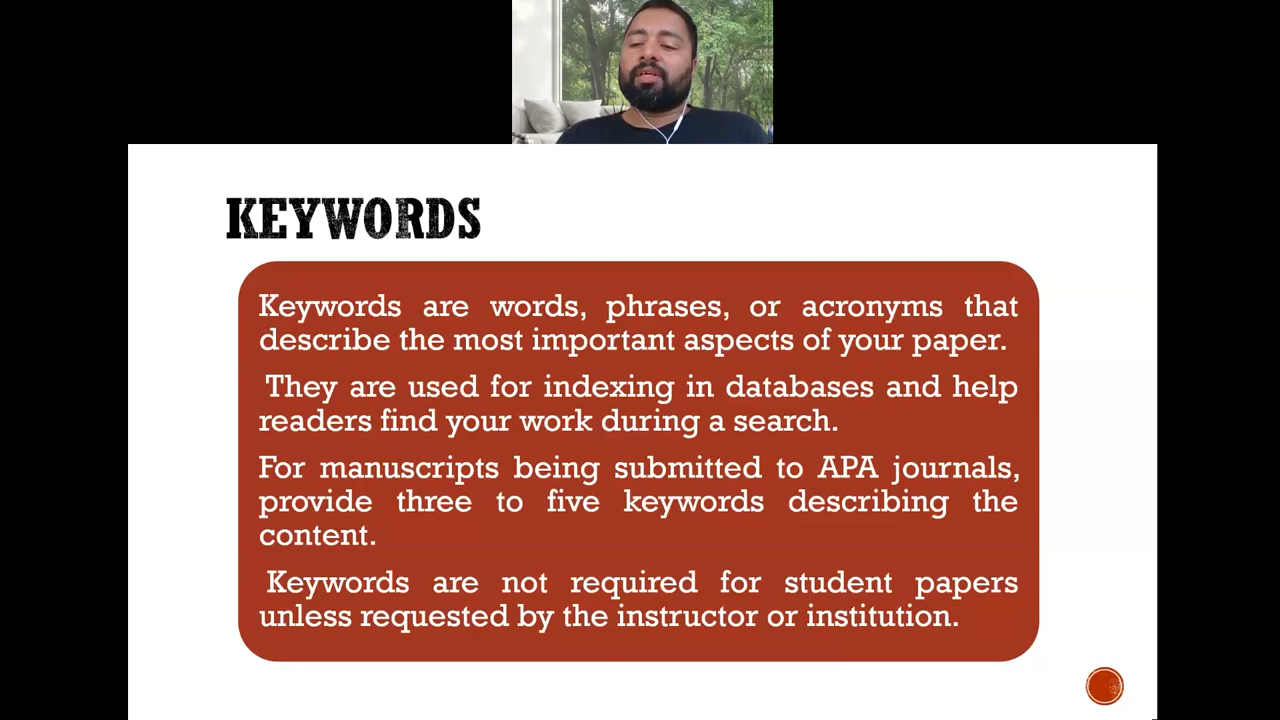 KEYWORDS
Keywords are words, phrases, or acronyms that
describe the most important aspects of your paper.
They are used for indexing in databases and help
readers find your work during a search.
For manuscripts being submitted to APA journals,
provide three to five keywords describing the
content.
Keywords are not required for student papers
unless requested by the instructor or institution.